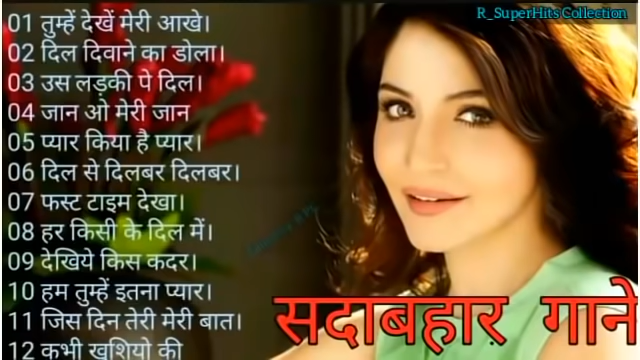 R_SuperHits Collection
01 तुम्हें देखें मेरी आखे।
02 दिल दिवाने का डोला।
03 उस लड़की पे दिल।
04 जान ओ मेरी जान
05 प्यार किया है प्यार।
06 दिल से दिलबर दिलबर।
07 फस्ट टाइम देखा।
08 हर किसी के दिल में।
09 देखिये किस कदर।
10 हम तुम्हें इतना प्यार।
11 जिस दिन तेरी मेरी बात।
12 कभी खुशियो की
सदाबहार गाने